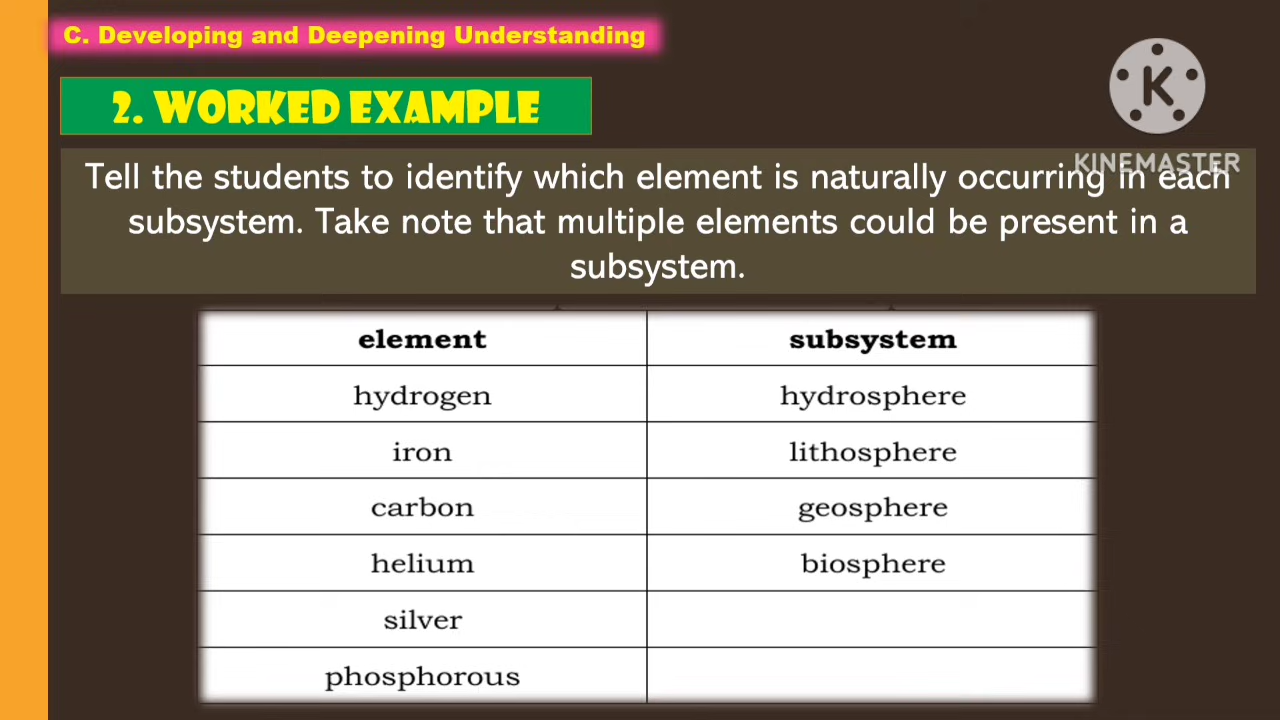 C. Developing and Deepening Understanding
2. WORKED EXAMPLE
K
KINEMASTER
Tell the students to identify which element is naturally occurring in each
subsystem. Take note that multiple elements could be present in a
subsystem.
element subsystem
hydrogen hydrosphere
iron lithosphere
carbon geosphere
helium biosphere
silver
phosphorous